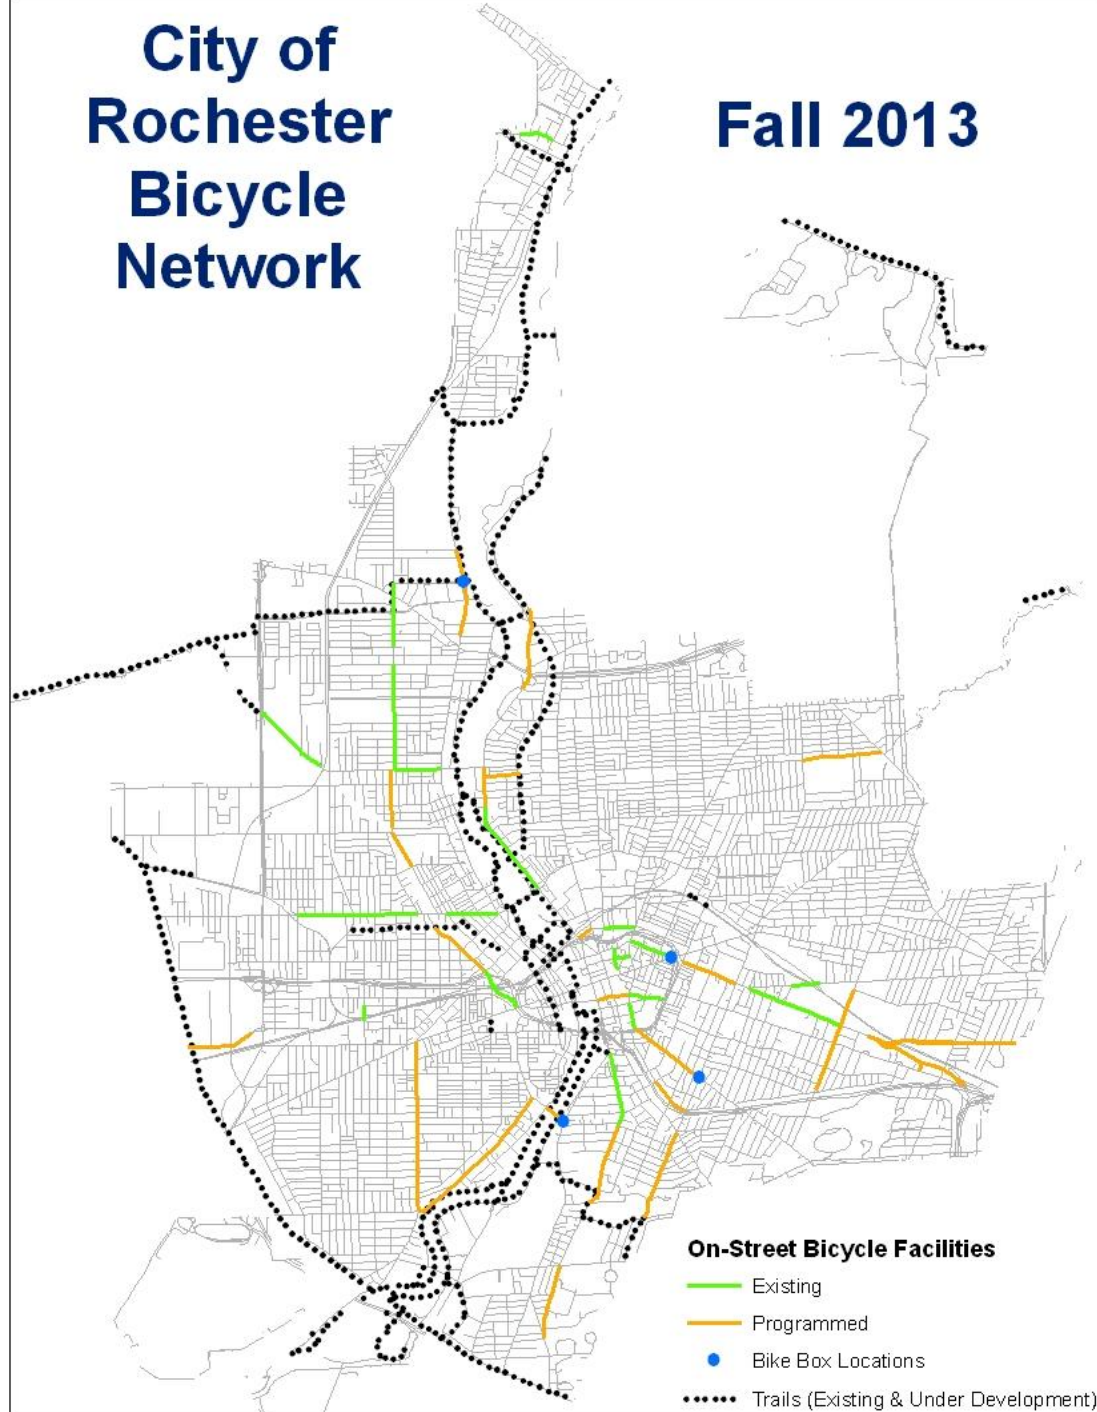 City of
Rochester
Bicycle
Network
Fall 2013
On-Street Bicycle Facilities
Existing
Programmed
Bike Box Locations
Trails (Existing & Under Development)